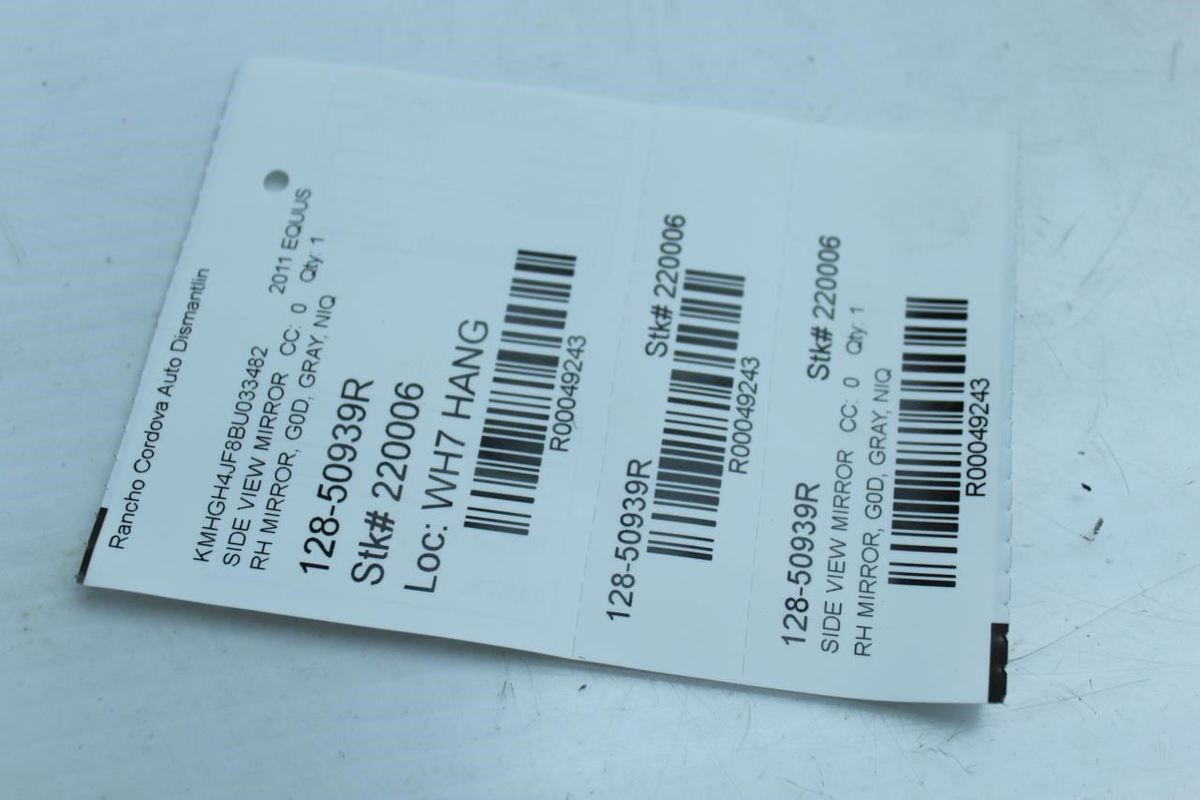 Rancho Cordova Auto Dismantlin
KMHGH4JF8BU033482 2011 EQUUS
SIDE VIEW MIRROR CC: 0 Qty: 1
RH MIRROR, G0D, GRAY, NIQ
128-50939R
Stk# 220006
Loc: WH7 HANG
R00049243
128-50939R Stk# 220006
R00049243
128-50939R Stk# 220006
SIDE VIEW MIRROR CC: 0 Qty: 1
RH MIRROR, G0D, GRAY, NIQ
R00049243